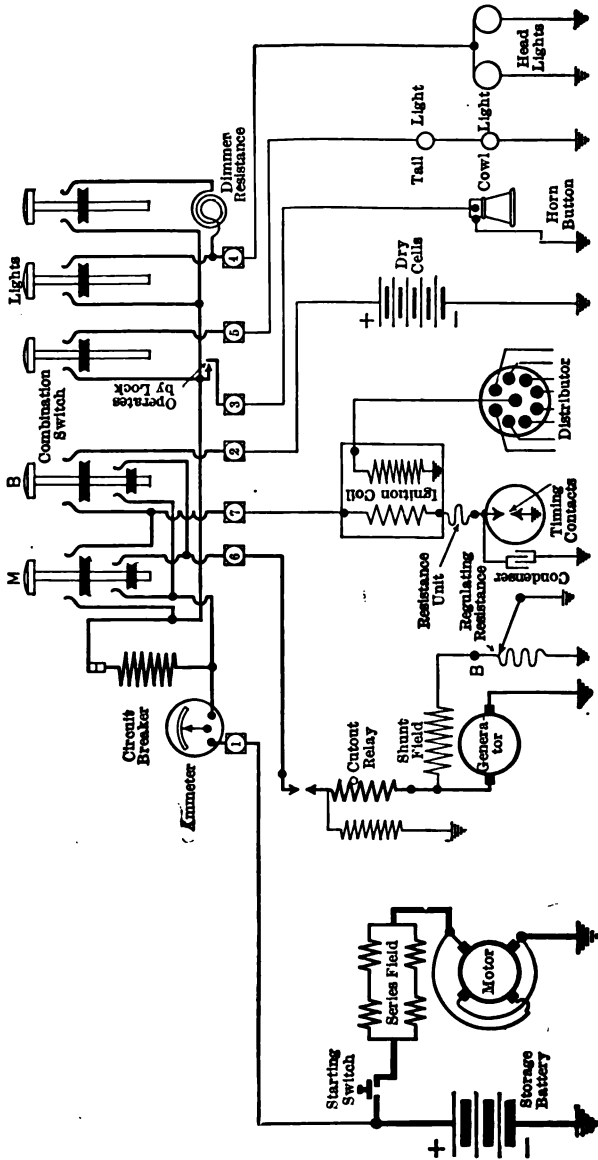 M
B
Combination
Switch
Lights
Circuit
Breaker
Ammeter
Operates
by Lock
Dimmer
Resistance
1
6
7
2
3
5
4
Starting
Switch
Series Field
Motor
+
-
Storage
Battery
Cutout
Relay
Shunt
Field
Genera-
tor
B
Regulating
Resistance
Resistance
Unit
Condenser
Ignition Coil
Timing
Contacts
Distributor
+
-
Dry
Cells
Horn
Button
Tail Light
Cowl Light
Head
Lights